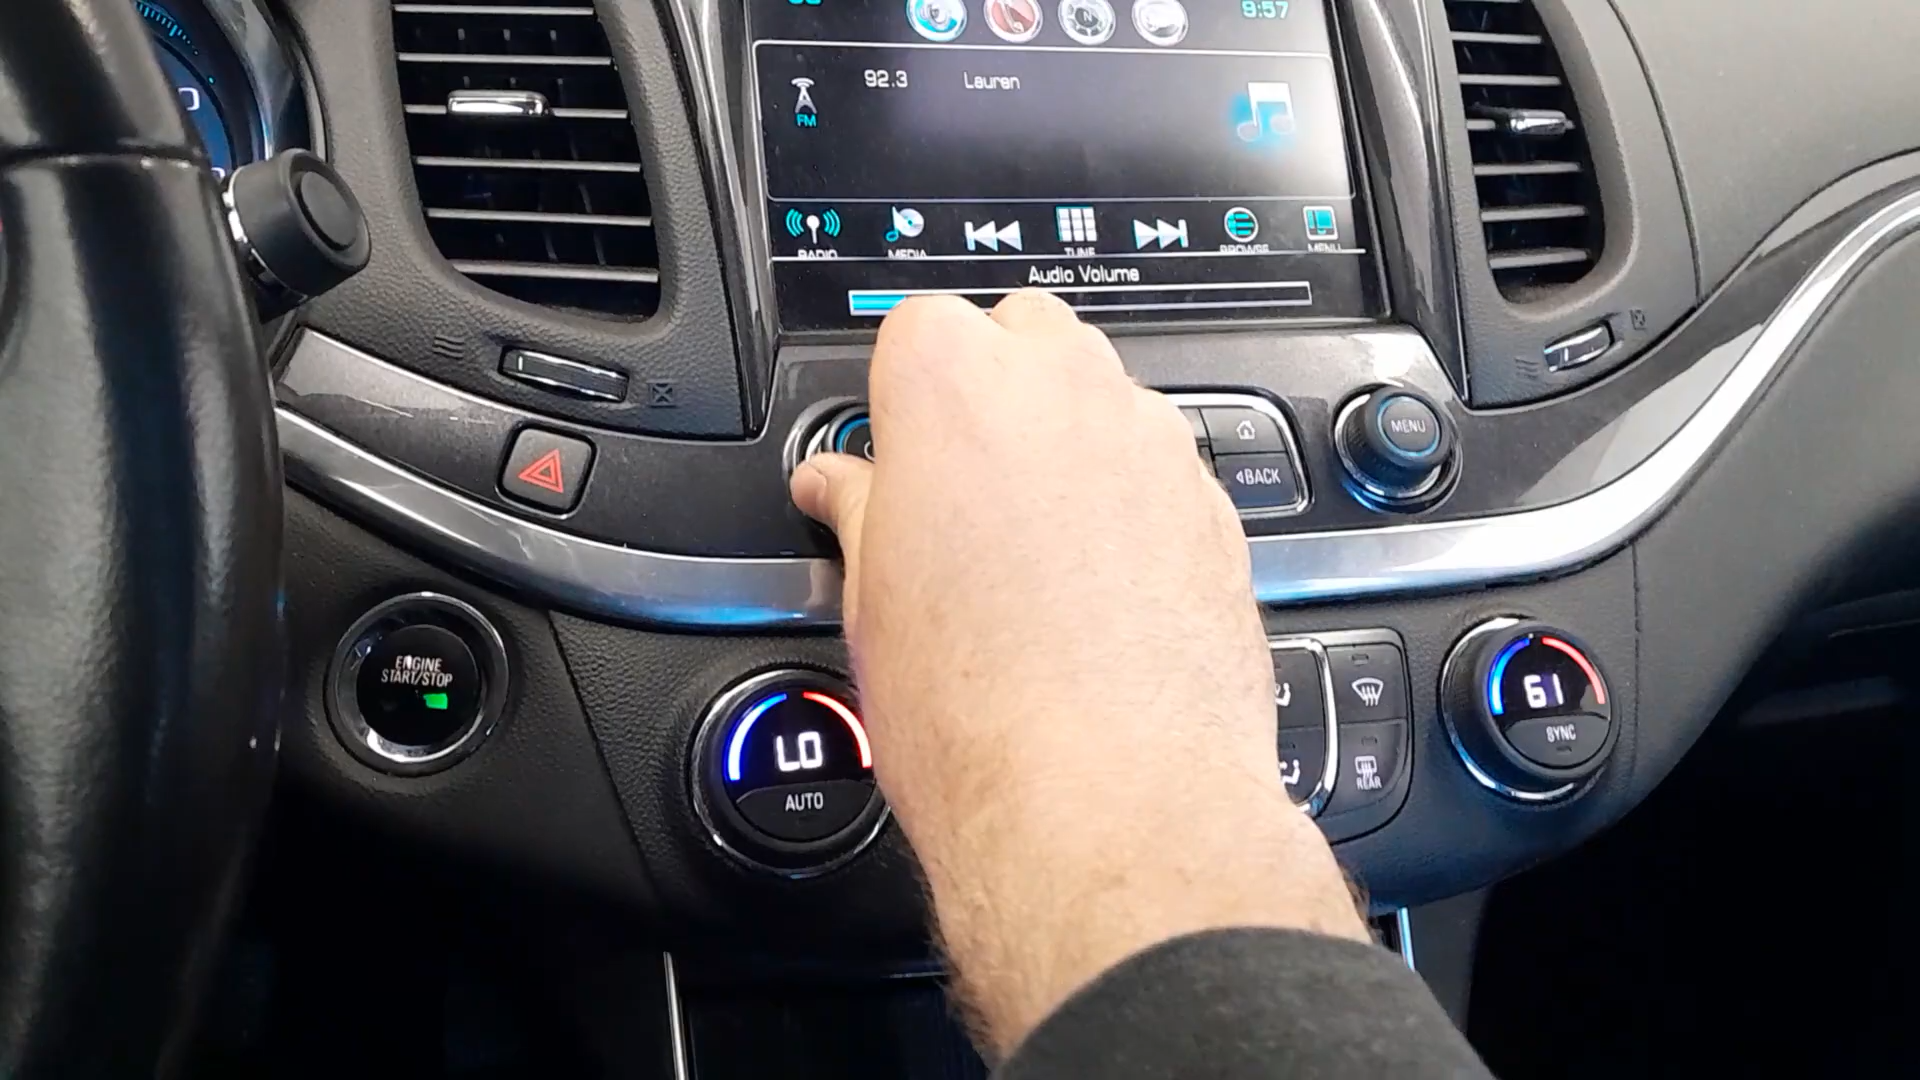 9:57
92.3 Lauren
FM
RADIO MEDIA TUNE BROWSE MENU
Audio Volume
MENU
BACK
ENGINE
START/STOP
LO
AUTO
61
SYNC
REAR